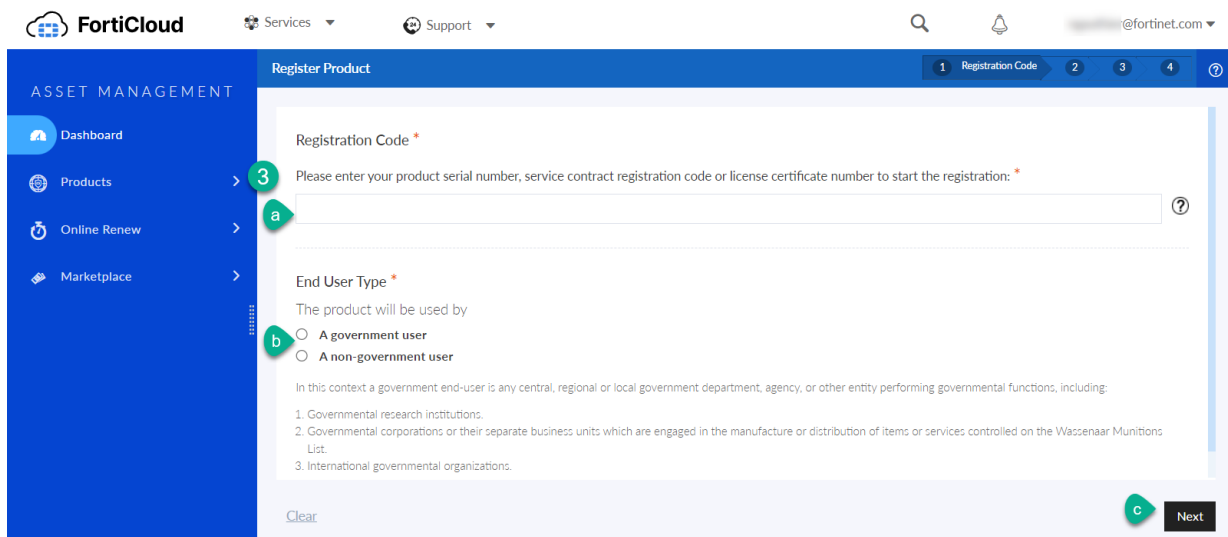 FortiCloud
Services
Support
@fortinet.com
ASSET MANAGEMENT
Dashboard
Products
Online Renew
Marketplace
Register Product
1 Registration Code 2 3 4
3
Registration Code *
Please enter your product serial number, service contract registration code or license certificate number to start the registration: *
a
End User Type *
The product will be used by
b
A government user
A non-government user
In this context a government end-user is any central, regional or local government department, agency, or other entity performing governmental functions, including:
1. Governmental research institutions.
2. Governmental corporations or their separate business units which are engaged in the manufacture or distribution of items or services controlled on the Wassenaar Munitions
List.
3. International governmental organizations.
Clear
c
Next